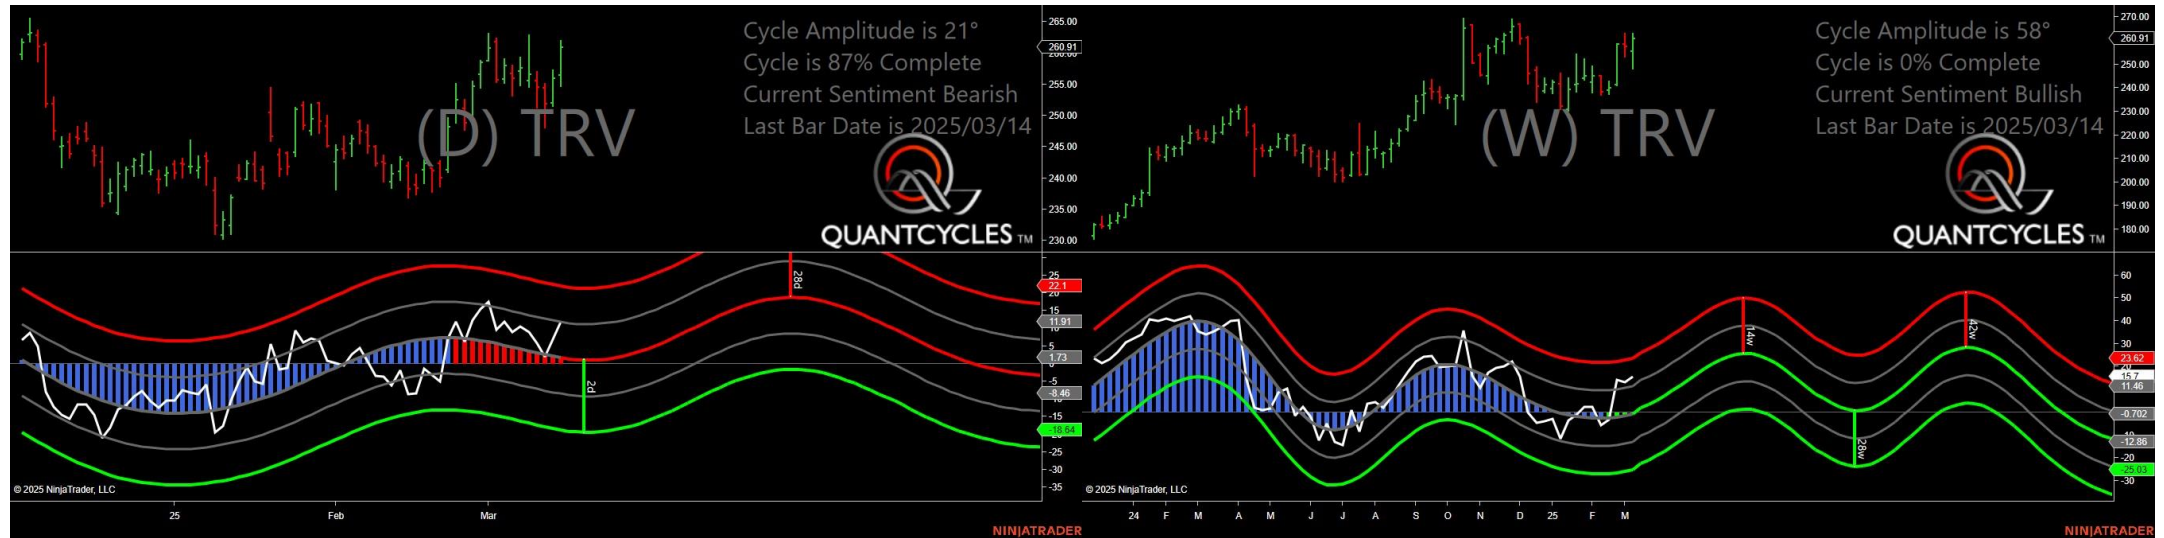 Cycle Amplitude is 21°
Cycle is 87% Complete
Current Sentiment Bearish
Last Bar Date is 2025/03/14
(D) TRV
QUANTCYCLES TM
265.00
260.91
255.00
250.00
245.00
240.00
235.00
230.00
28d
2d
25
22.1
15
11.91
5
1.73
-5
-8.46
-15
-18.64
-25
-30
-35
© 2025 NinjaTrader, LLC
25 Feb Mar
NINJATRADER
Cycle Amplitude is 58°
Cycle is 0% Complete
Current Sentiment Bullish
Last Bar Date is 2025/03/14
(W) TRV
QUANTCYCLES TM
270.00
260.91
250.00
240.00
230.00
220.00
210.00
200.00
190.00
180.00
14w
42w
28w
60
50
40
30
23.62
15.7
11.46
-0.702
-12.86
-20
-25.03
-30
© 2025 NinjaTrader, LLC
24 F M A M J J A S O N D 25 F M
NINJATRADER